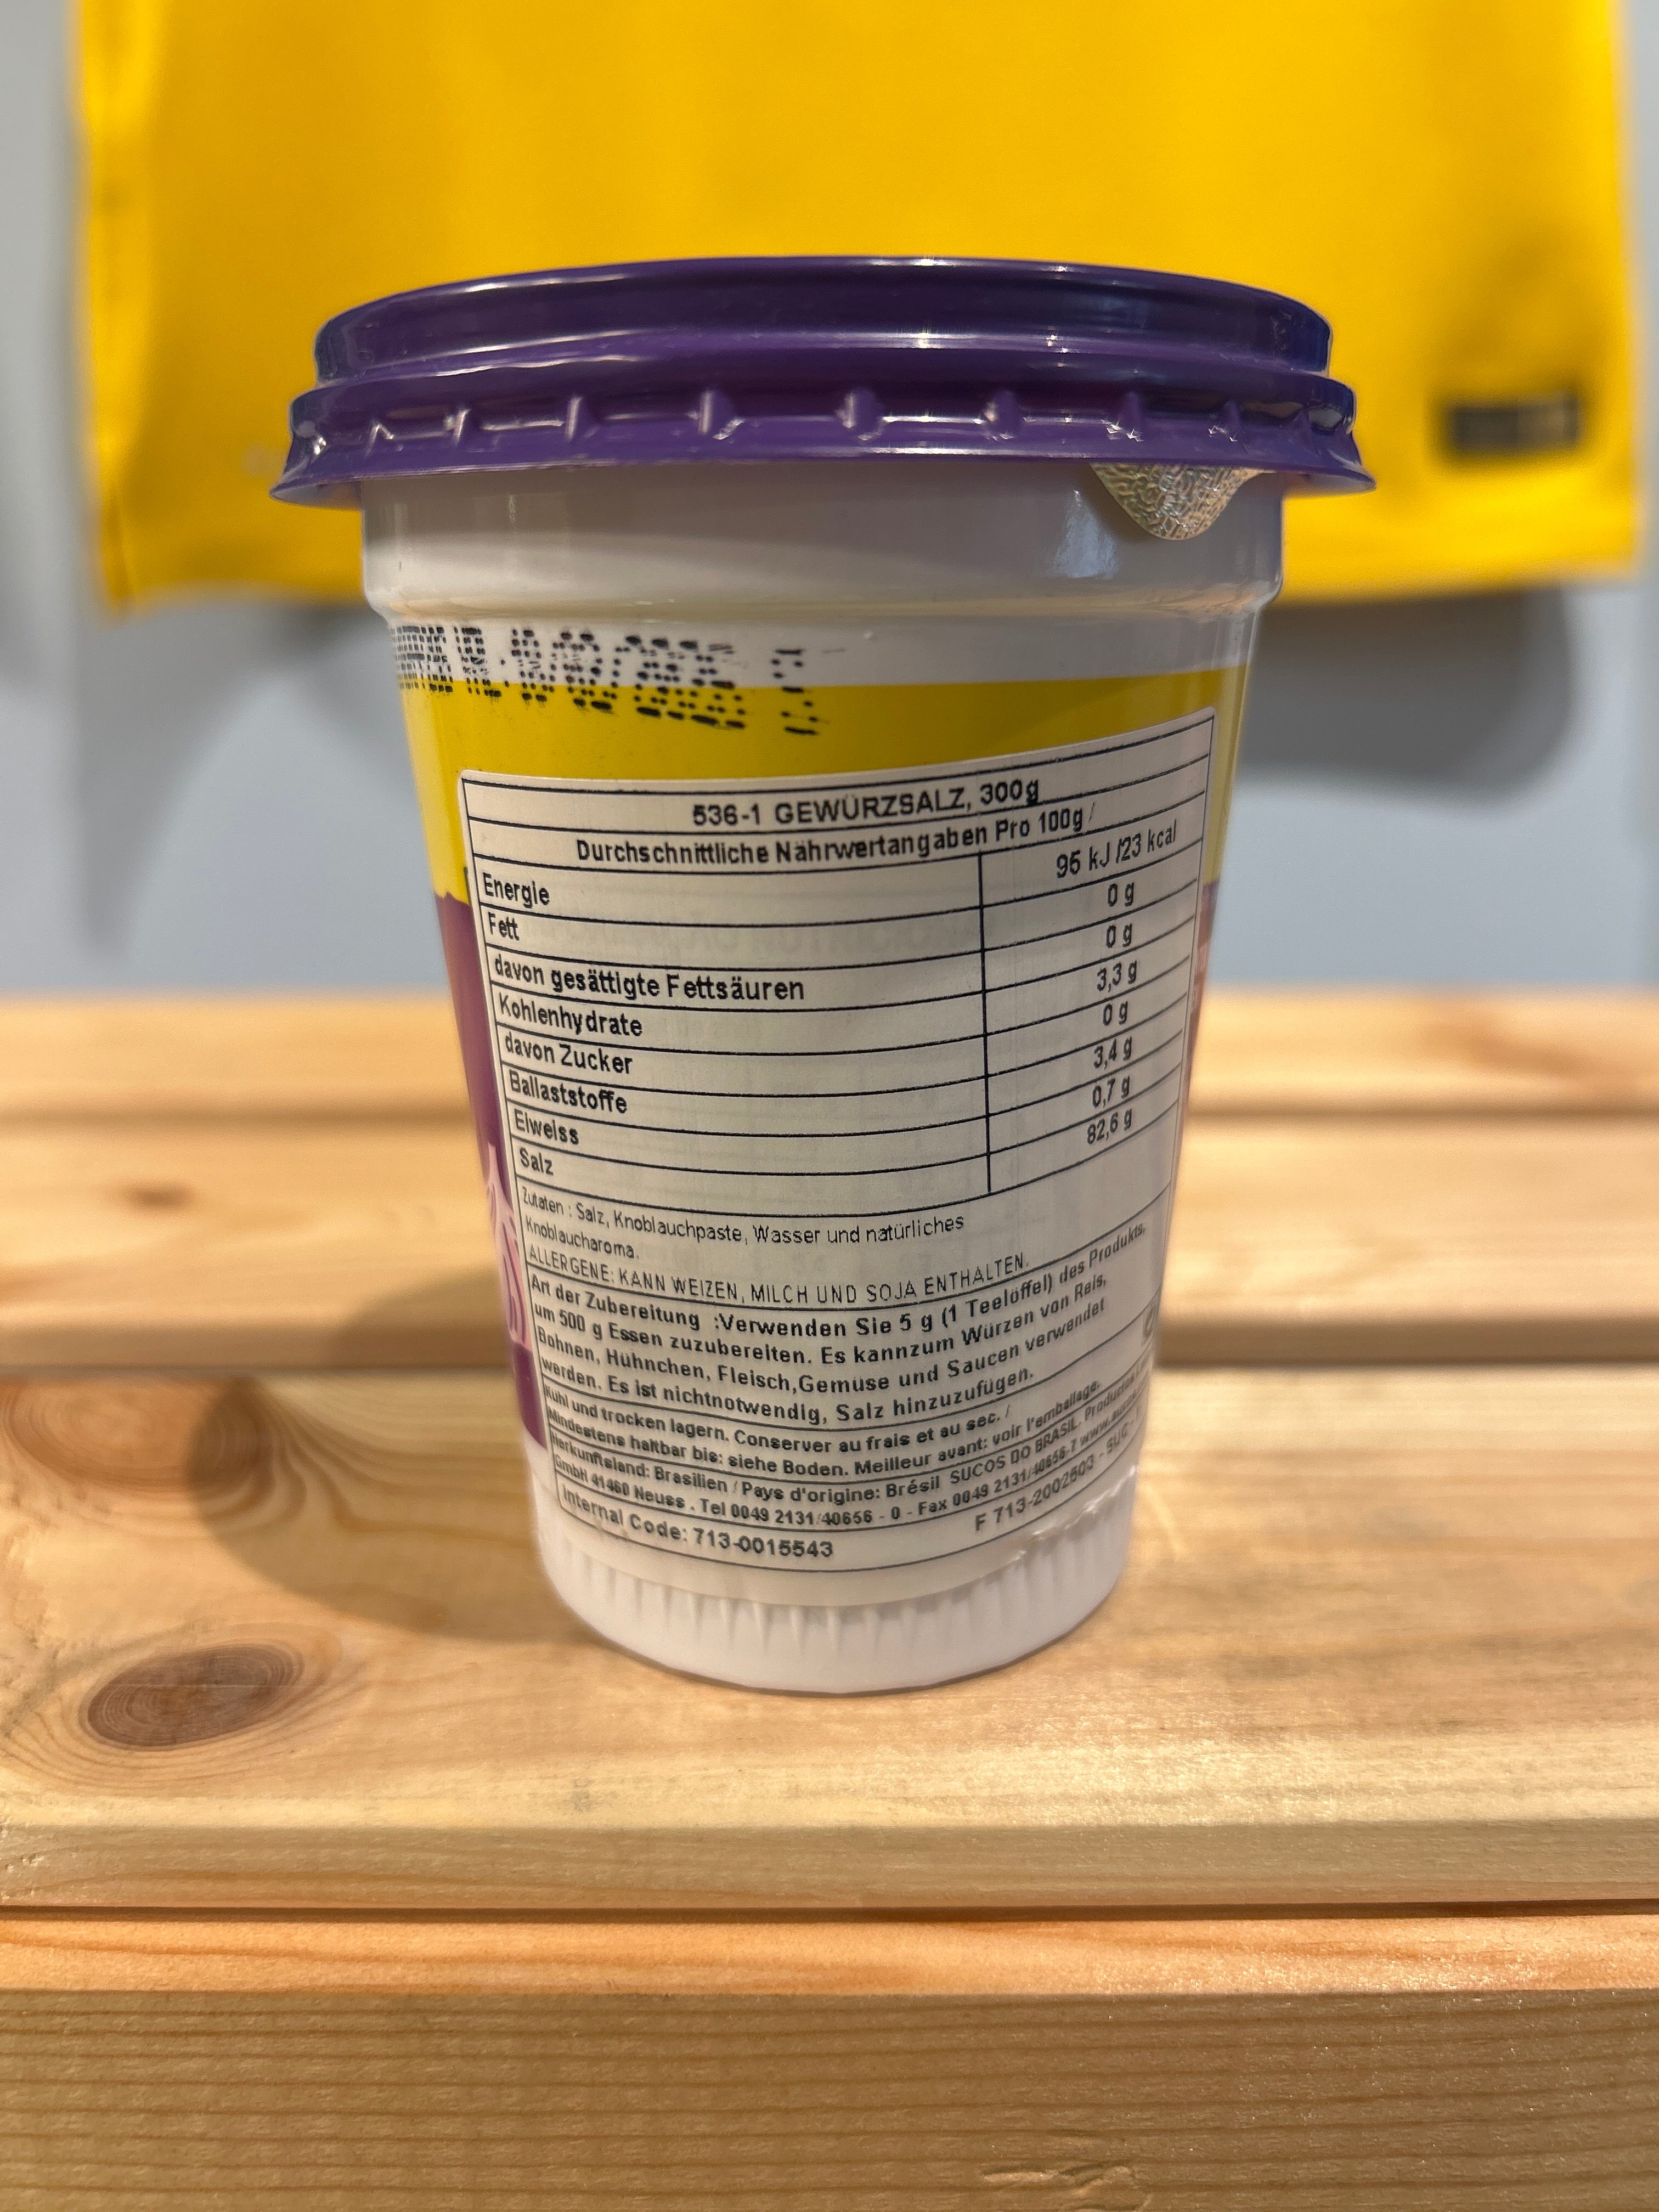 536-1 GEWÜRZSALZ, 300g
Durchschnittliche Nährwertangaben Pro 100g /
Energie 95 kJ /23 kcal
Fett 0 g
davon gesättigte Fettsäuren 0 g
Kohlenhydrate 3,3 g
davon Zucker 0 g
Ballaststoffe 3,4 g
Eiweiss 0,7 g
Salz 82,6 g
Zutaten : Salz, Knoblauchpaste, Wasser und natürliches
Knoblaucharoma.
ALLERGENE: KANN WEIZEN, MILCH UND SOJA ENTHALTEN.
Art der Zubereitung :Verwenden Sie 5 g (1 Teelöffel) des Produkts,
um 500 g Essen zuzubereiten. Es kannzum Würzen von Reis,
Bohnen, Hühnchen, Fleisch,Gemüse und Saucen verwendet
werden. Es ist nichtnotwendig, Salz hinzuzufügen.
Kühl und trocken lagern. Conserver au frais et au sec. /
Mindestens haltbar bis: siehe Boden. Meilleur avant: voir l'emballage.
Herkunftsland: Brasilien / Pays d'origine: Brésil SUCOS DO BRASIL. Productos
GmbH 41460 Neuss . Tel 0049 2131/40656 - 0 - Fax 0049 2131/40656-7
Internal Code: 713-0015543 F 713-2002603 - SUC -